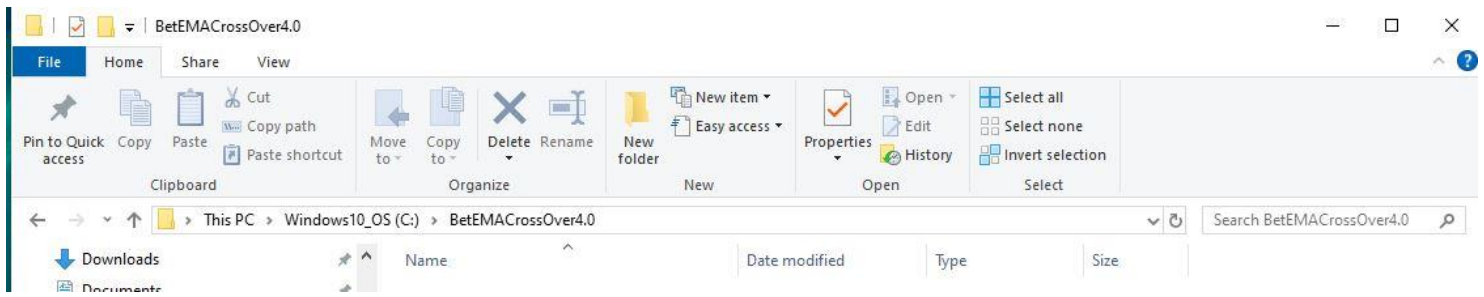 BetEMACrossOver4.0
File Home Share View
Pin to Quick access
Copy
Paste
Cut
Copy path
Paste shortcut
Clipboard
Move to
Copy to
Delete
Rename
Organize
New folder
New item
Easy access
New
Properties
Open
Edit
History
Open
Select all
Select none
Invert selection
Select
This PC > Windows10_OS (C:) > BetEMACrossOver4.0
Search BetEMACrossOver4.0
Downloads
Name Date modified Type Size
Documents